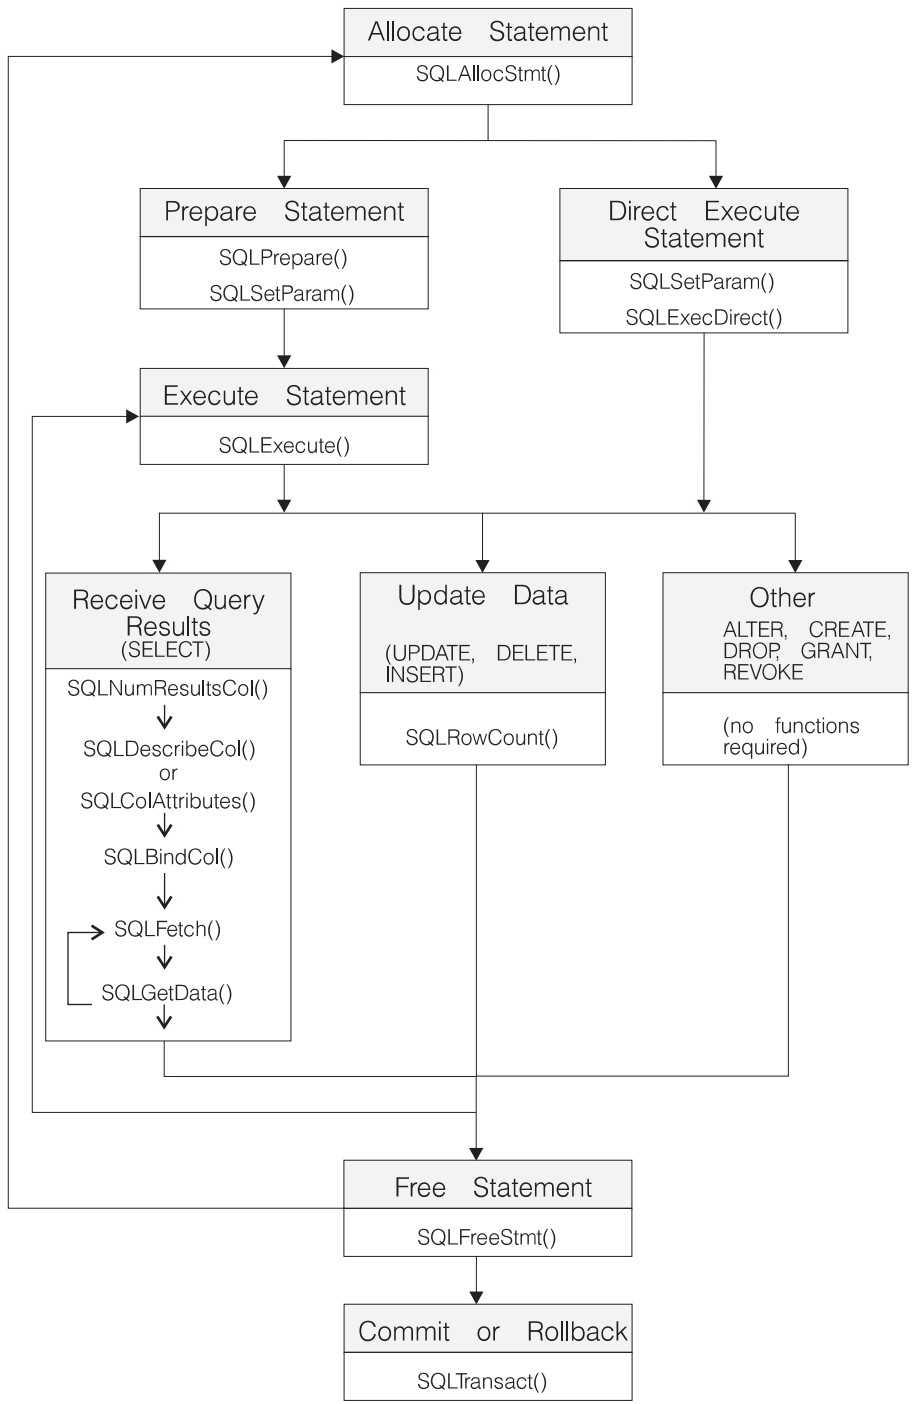 Allocate Statement
SQLAllocStmt()
Prepare Statement
SQLPrepare()
SQLSetParam()
Direct Execute
Statement
SQLSetParam()
SQLExecDirect()
Execute Statement
SQLExecute()
Receive Query
Results
(SELECT)
SQLNumResultsCol()
SQLDescribeCol()
or
SQLColAttributes()
SQLBindCol()
SQLFetch()
SQLGetData()
Update Data
(UPDATE, DELETE,
INSERT)
SQLRowCount()
Other
ALTER, CREATE,
DROP, GRANT,
REVOKE
(no functions
required)
Free Statement
SQLFreeStmt()
Commit or Rollback
SQLTransact()